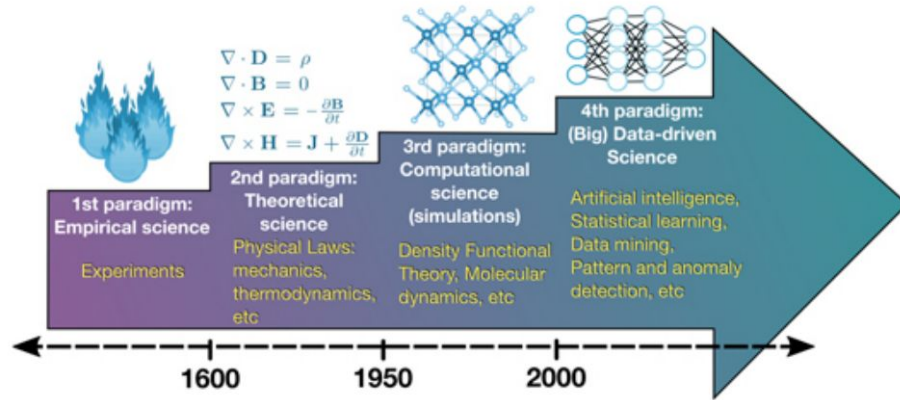 ∇ · D = ρ
∇ · B = 0
∇ × E = −∂B/∂t
∇ × H = J + ∂D/∂t
1st paradigm:
Empirical science
Experiments
2nd paradigm:
Theoretical
science
Physical Laws:
mechanics,
thermodynamics,
etc
3rd paradigm:
Computational
science
(simulations)
Density Functional
Theory, Molecular
dynamics, etc
4th paradigm:
(Big) Data-driven
Science
Artificial intelligence,
Statistical learning,
Data mining,
Pattern and anomaly
detection, etc
1600
1950
2000